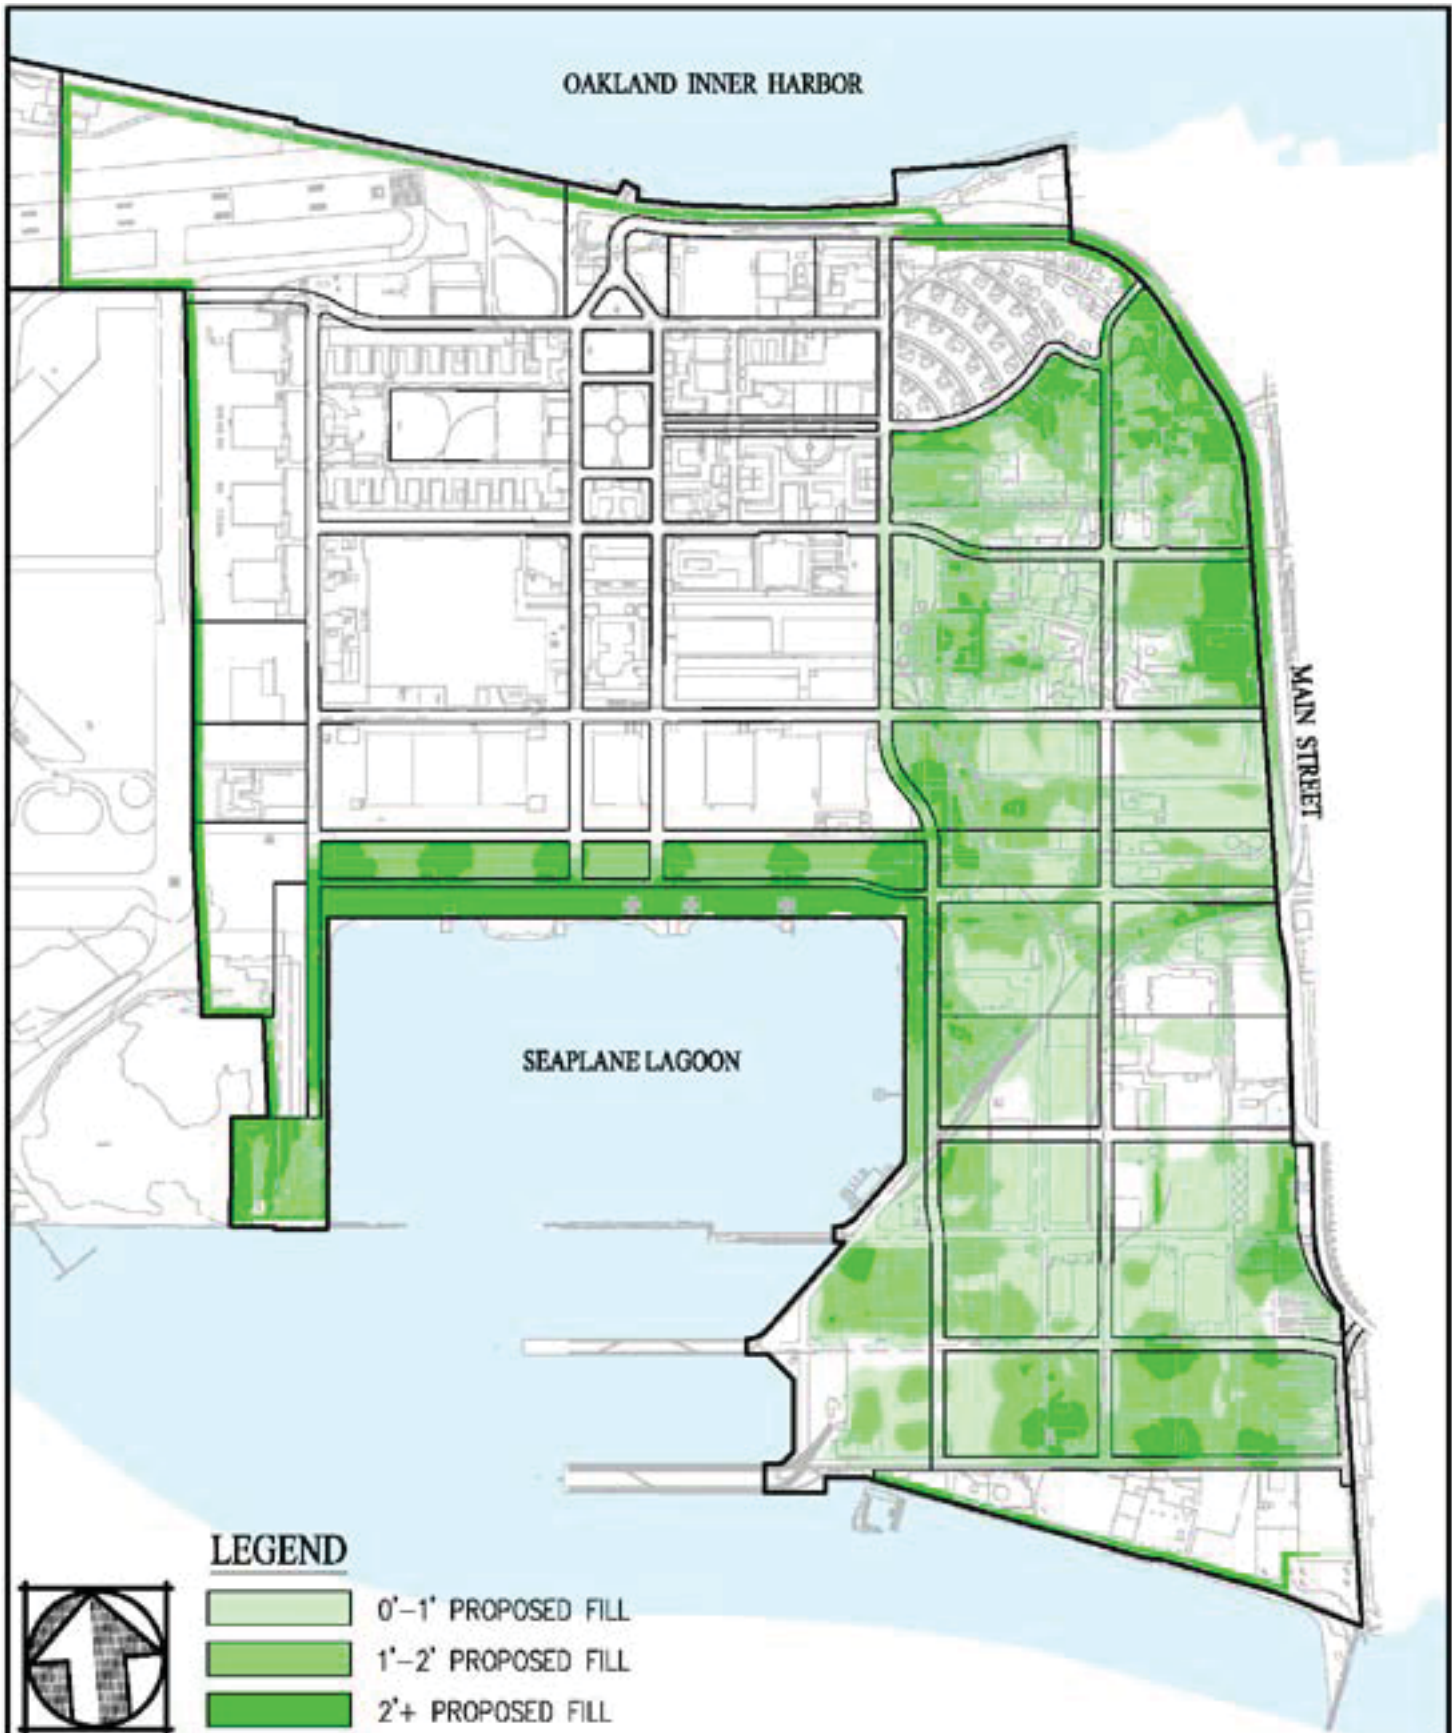 OAKLAND INNER HARBOR
MAIN STREET
SEAPLANE LAGOON
LEGEND
0'-1' PROPOSED FILL
1'-2' PROPOSED FILL
2'+ PROPOSED FILL